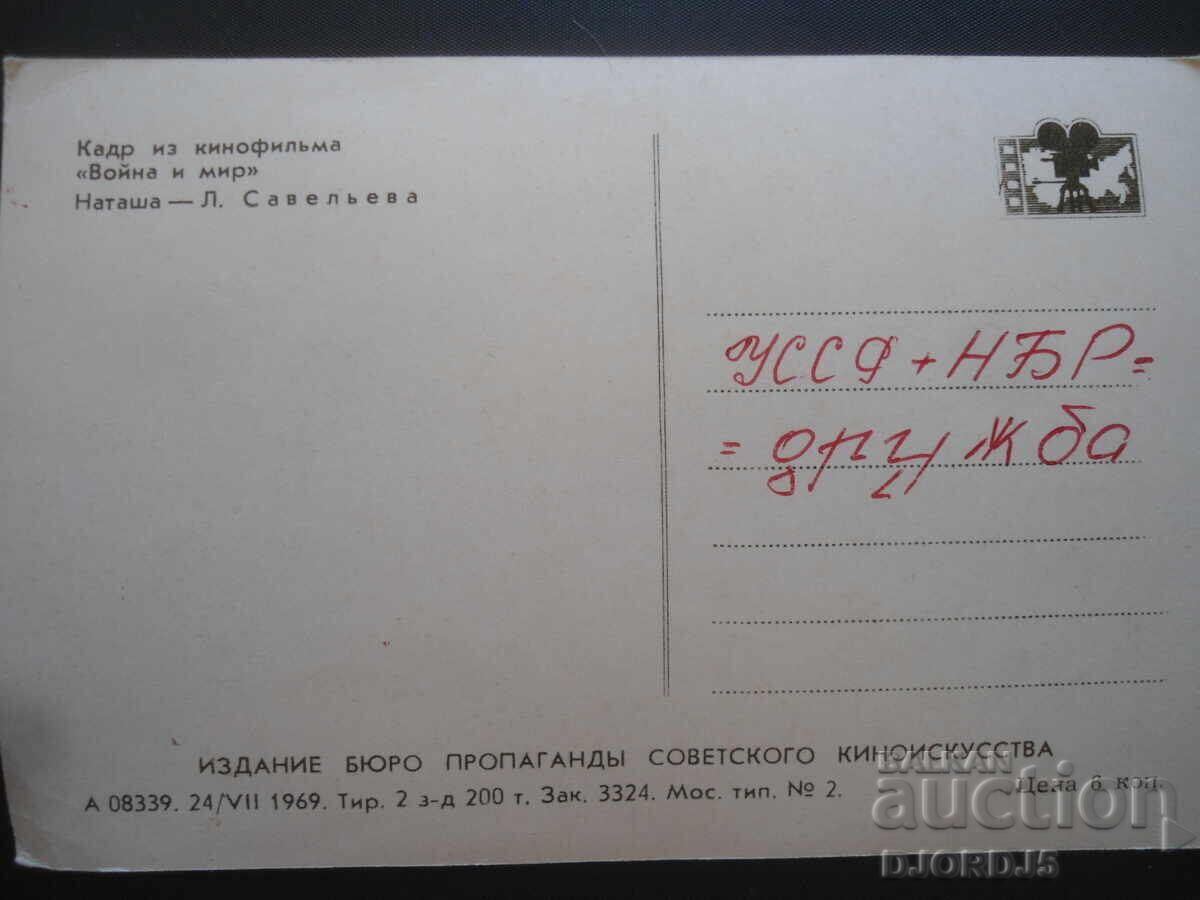 Кадр из кинофильма
«Война и мир»
Наташа — Л. Савельева
УССР + НБР =
= дружба
ИЗДАНИЕ БЮРО ПРОПАГАНДЫ СОВЕТСКОГО КИНОИСКУССТВА
А 08339. 24/VII 1969. Тир. 2 з-д 200 т. Зак. 3324. Мос. тип. № 2.
Цена 6 коп.
BALKAN
auction
DJORDJ5